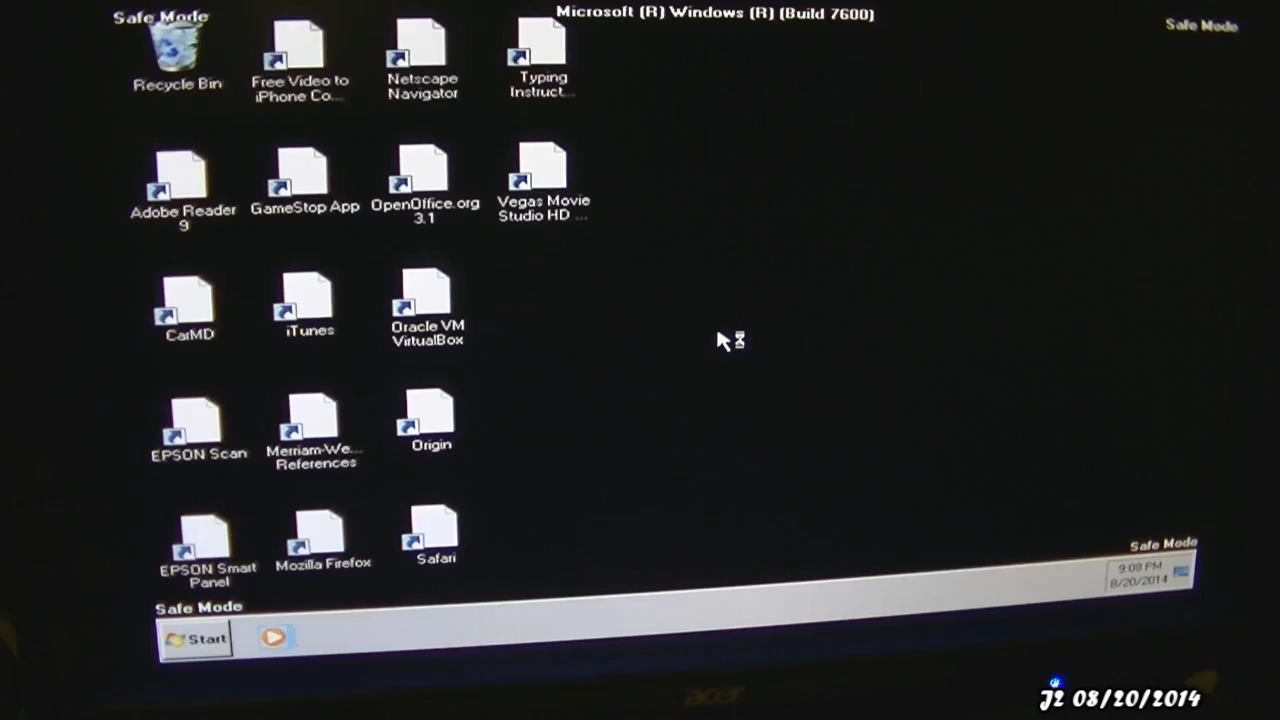 Safe Mode
Microsoft (R) Windows (R) (Build 7600)
Safe Mode
Recycle Bin
Free Video to
iPhone Co...
Netscape
Navigator
Typing
Instruct...
Adobe Reader
9
GameStop App
OpenOffice.org
3.1
Vegas Movie
Studio HD ...
CarMD
iTunes
Oracle VM
VirtualBox
EPSON Scan
Merriam-We...
References
Origin
EPSON Smart
Panel
Mozilla Firefox
Safari
Safe Mode
Safe Mode
Start
9:08 PM
8/20/2014
acer
J2 08/20/2014